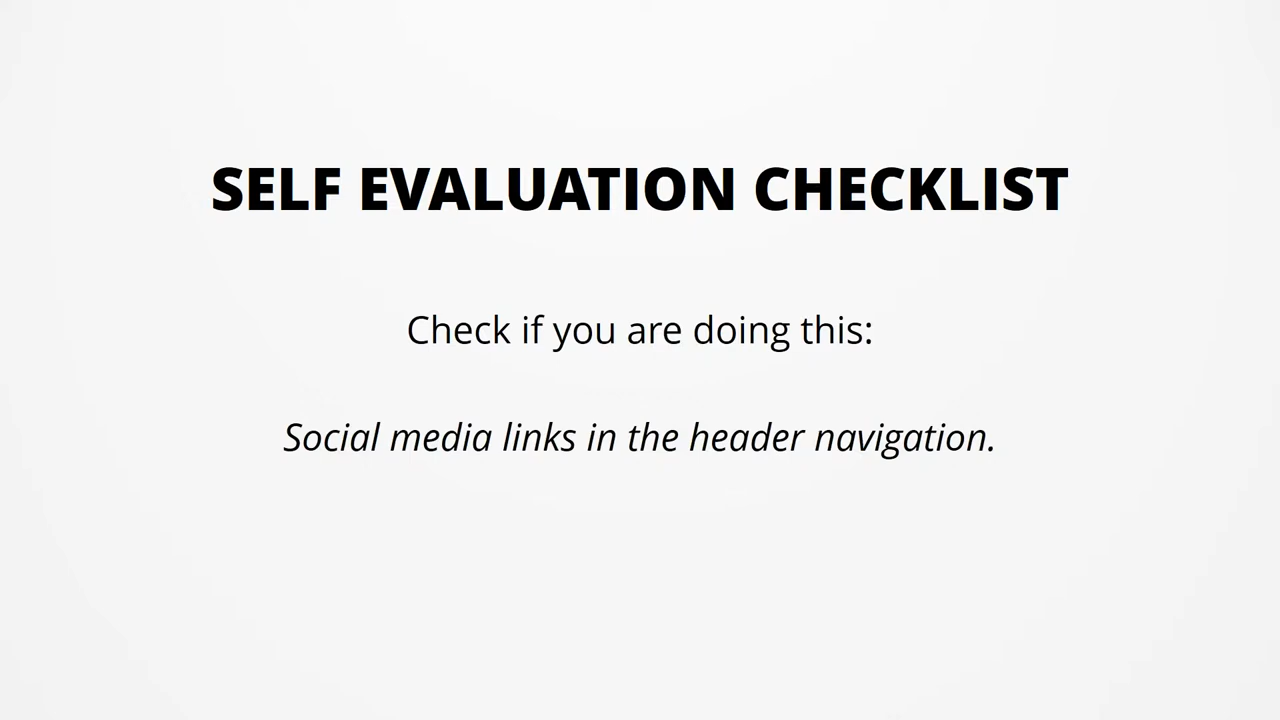 SELF EVALUATION CHECKLIST
Check if you are doing this:
Social media links in the header navigation.